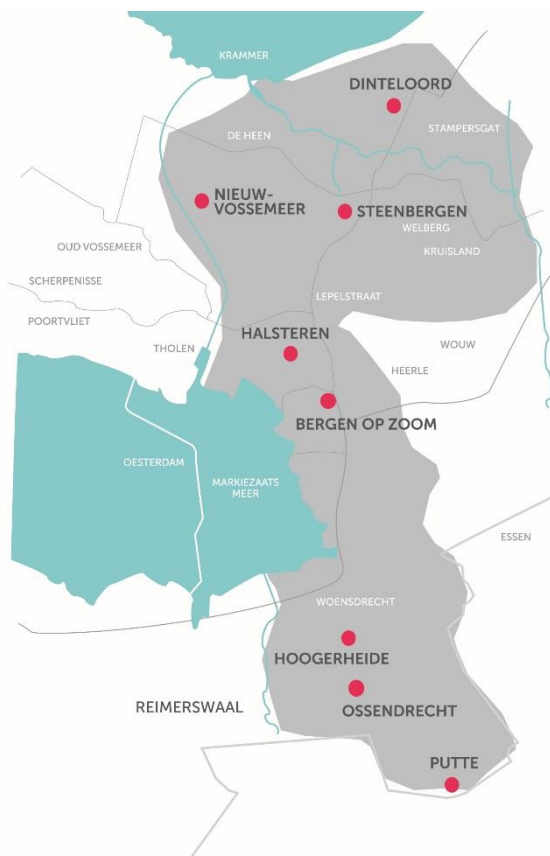 KRAMMER
DINTELOORD
STAMPERSGAT
DE HEEN
NIEUW-
VOSSEMEER
STEENBERGEN
WELBERG
KRUISLAND
OUD VOSSEMEER
SCHERPENISSE
LEPELSTRAAT
POORTVLIET
HALSTEREN
THOLEN
WOUW
HEERLE
BERGEN OP ZOOM
OESTERDAM
MARKIEZAATS
MEER
ESSEN
WOENSDRECHT
HOOGERHEIDE
REIMERSWAAL
OSSENDRECHT
PUTTE